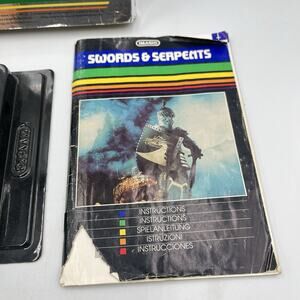 IMAGIC
SWORDS & SERPENTS
INSTRUCTIONS
INSTRUCTIONS
SPIELANLEITUNG
ISTRUZIONI
INSTRUCCIONES